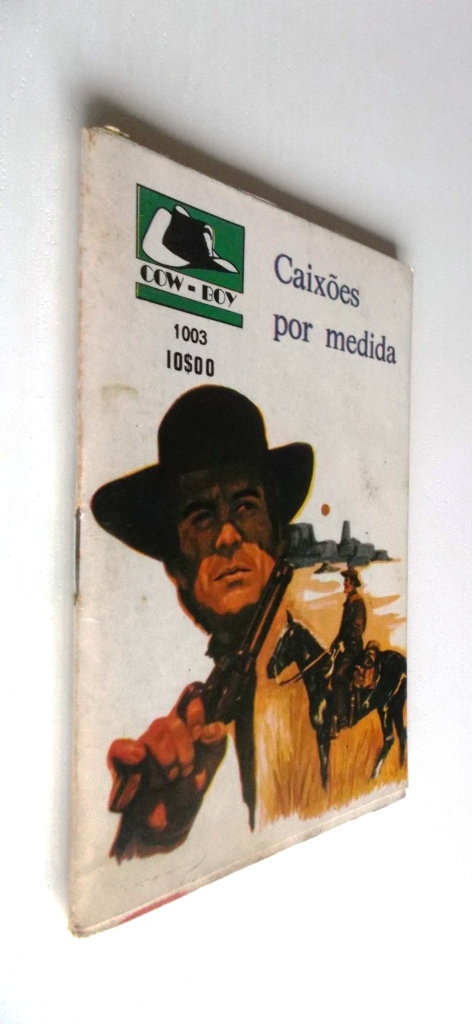 COW-BOY
1003
10$00
Caixões
por medida